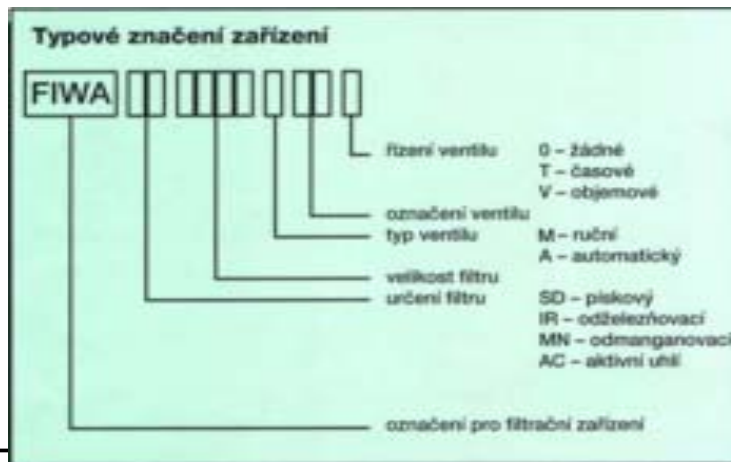 Typové značení zařízení
FIWA
řízení ventilu 0 – žádné
T – časové
V – objemové
označení ventilu
typ ventilu M – ruční
A – automatický
velikost filtru
určení filtru SD – pískový
IR – odželezňovací
MN – odmanganovací
AC – aktivní uhlí
označení pro filtrační zařízení